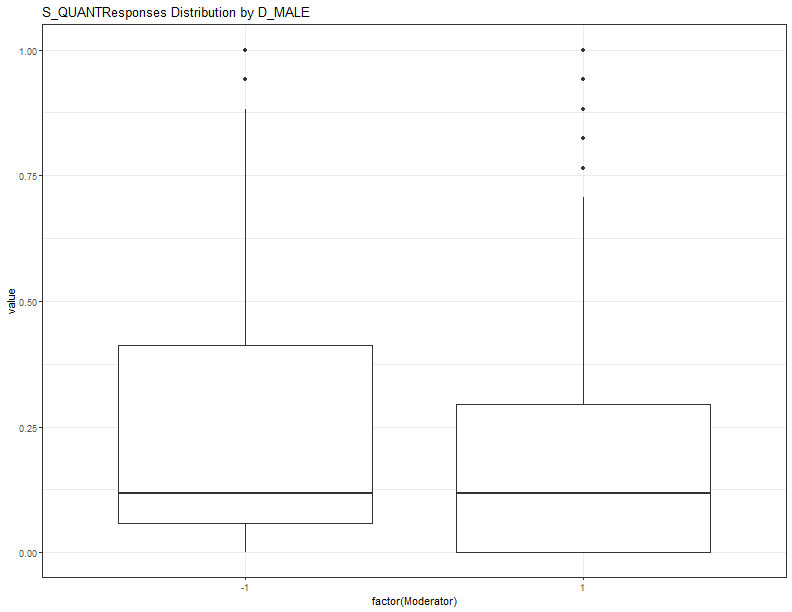 S_QUANTResponses Distribution by D_MALE
1.00
0.75
0.50
0.25
0.00
value
-1
1
factor(Moderator)